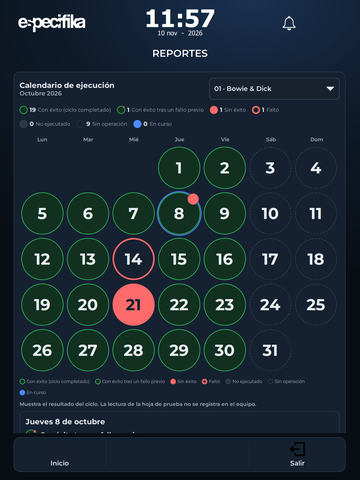 e·specifika
11:57
10 nov • 2026
REPORTES
Calendario de ejecución
Octubre 2026
01 · Bowie & Dick
19 Con éxito (ciclo completado) 1 Con éxito tras un fallo previo 1 Sin éxito 1 Faltó
0 No ejecutado 9 Sin operación 0 En curso
Lun Mar Mié Jue Vie Sáb Dom
1 2 3 4
5 6 7 8 9 10 11
12 13 14 15 16 17 18
19 20 21 22 23 24 25
26 27 28 29 30 31
Con éxito (ciclo completado) Con éxito tras un fallo previo Sin éxito Faltó No ejecutado Sin operación
En curso
Muestra el resultado del ciclo. La lectura de la hoja de prueba no se registra en el equipo.
Jueves 8 de octubre
Inicio Salir